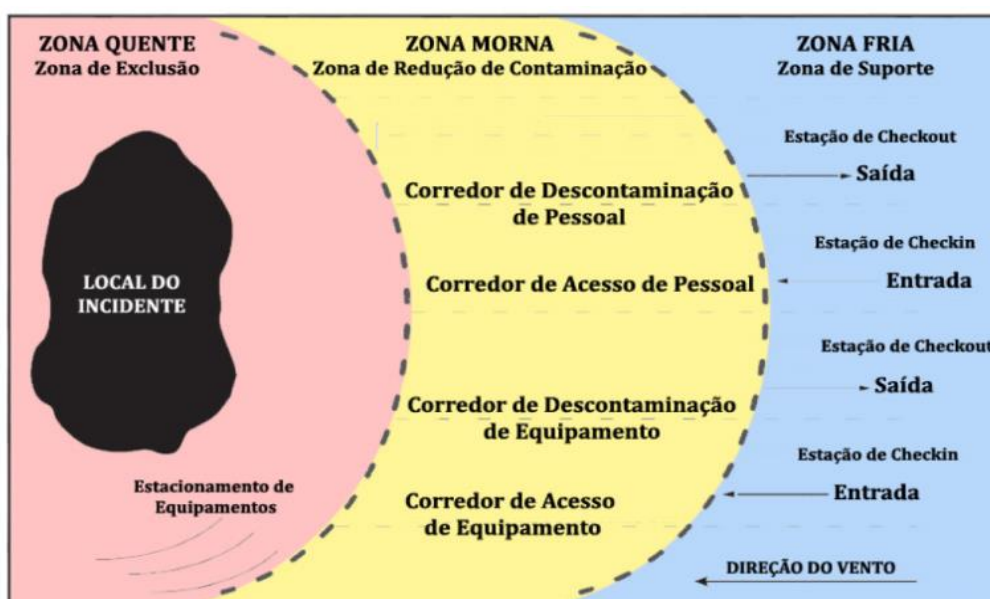 ZONA QUENTE
Zona de Exclusão
LOCAL DO
INCIDENTE
Estacionamento de
Equipamentos
ZONA MORNA
Zona de Redução de Contaminação
Corredor de Descontaminação
de Pessoal
Corredor de Acesso de Pessoal
Corredor de Descontaminação
de Equipamento
Corredor de Acesso
de Equipamento
ZONA FRIA
Zona de Suporte
Estação de Checkout
Saída
Estação de Checkin
Entrada
Estação de Checkout
Saída
Estação de Checkin
Entrada
DIREÇÃO DO VENTO